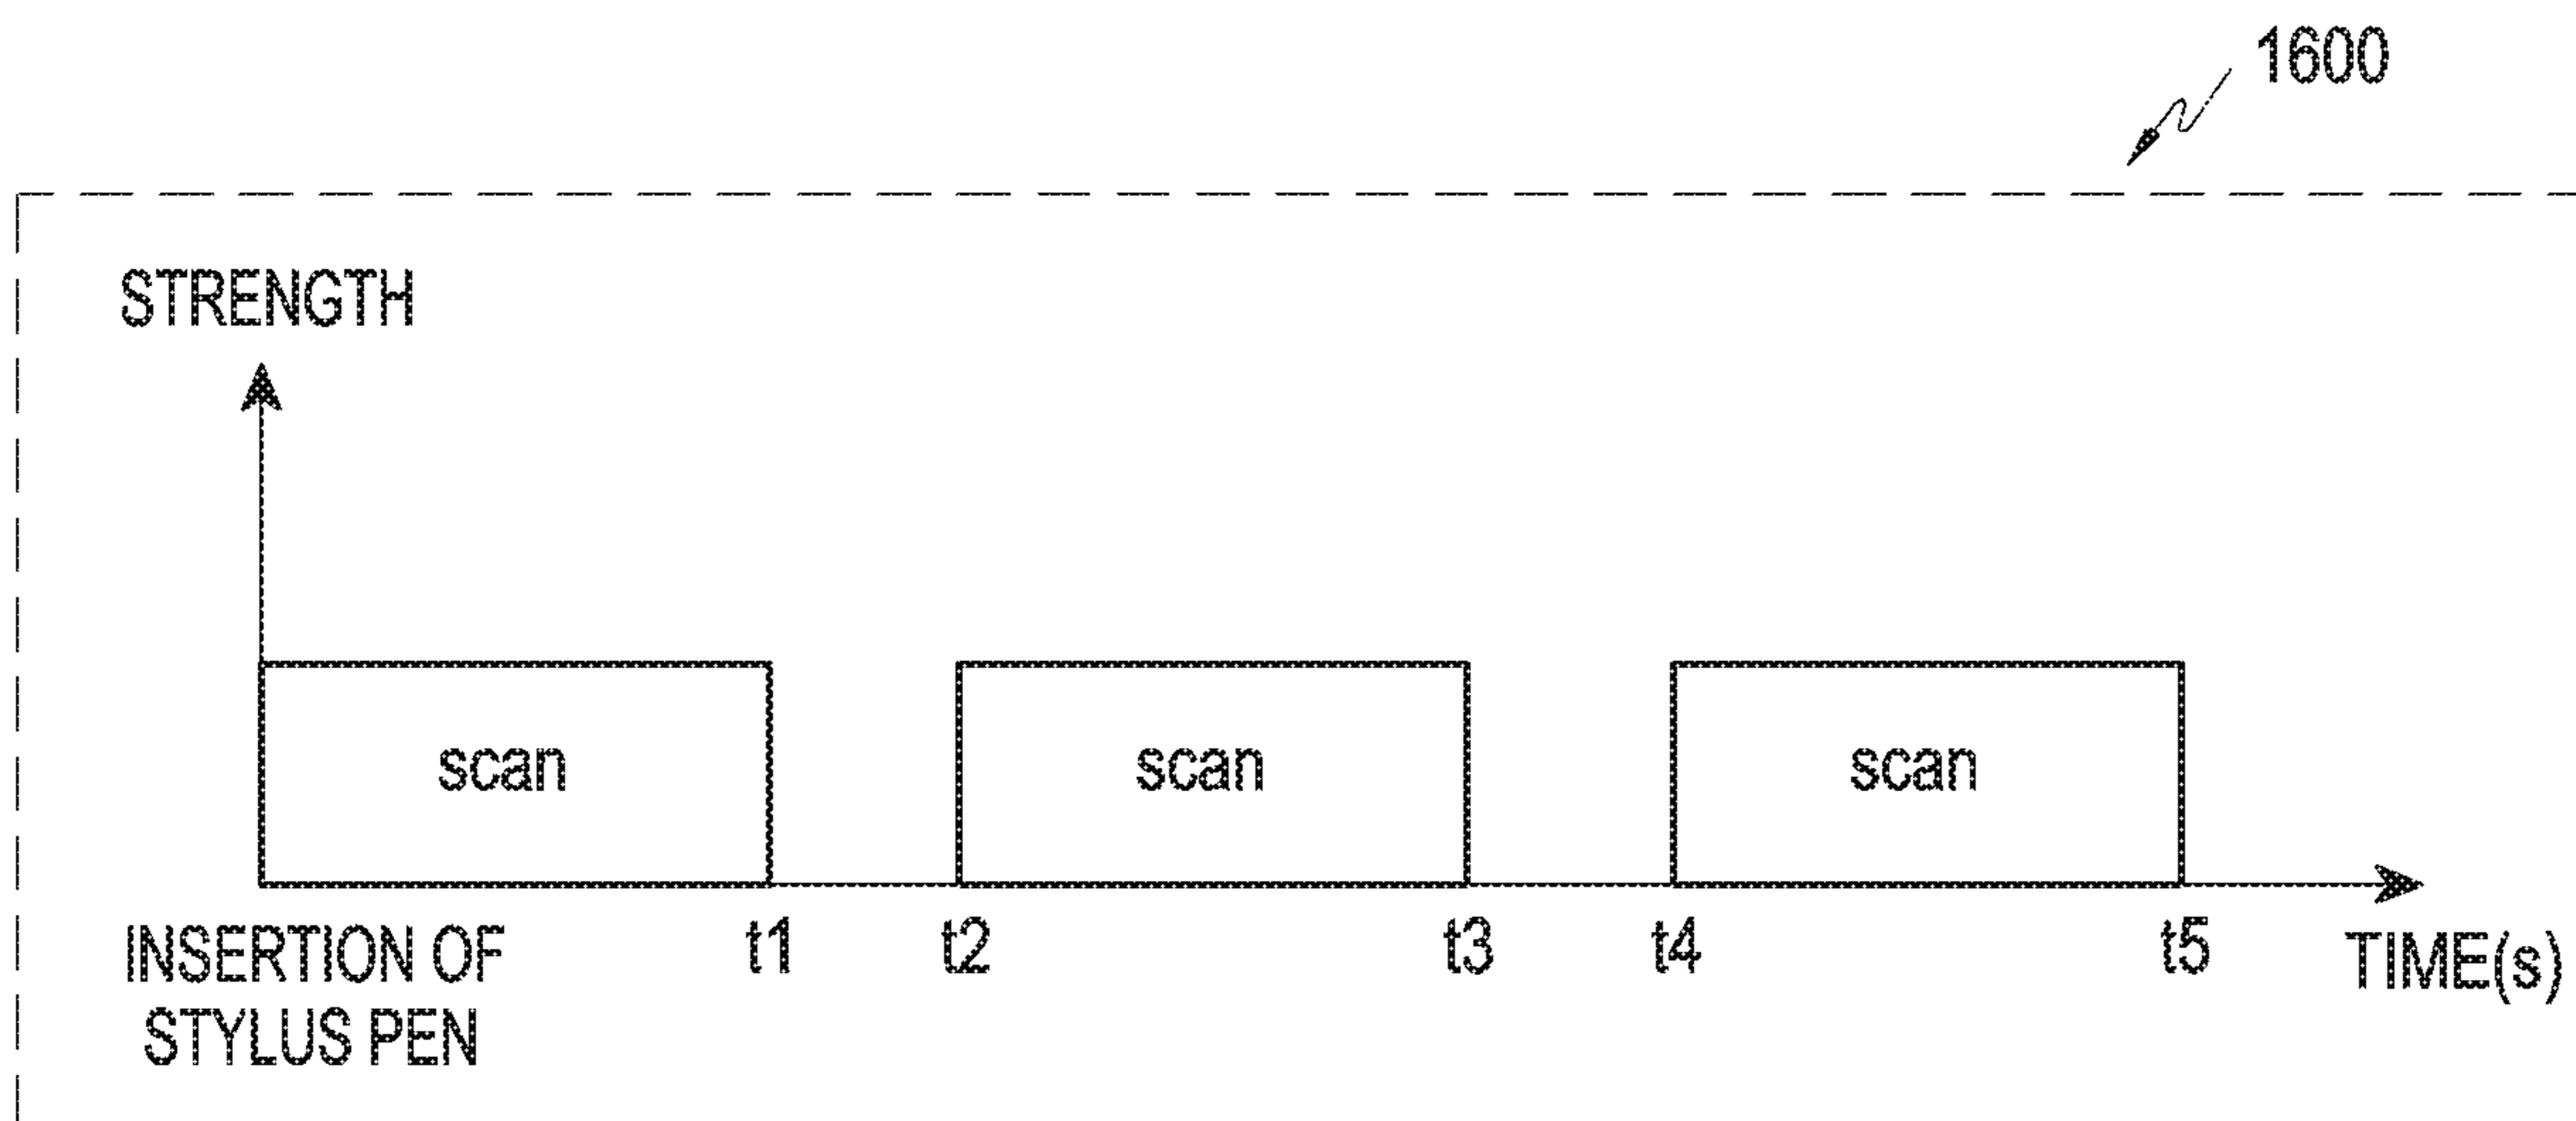 1600
STRENGTH
scan
scan
scan
t1
t2
t3
t4
t5
TIME(s)
INSERTION OF
STYLUS PEN